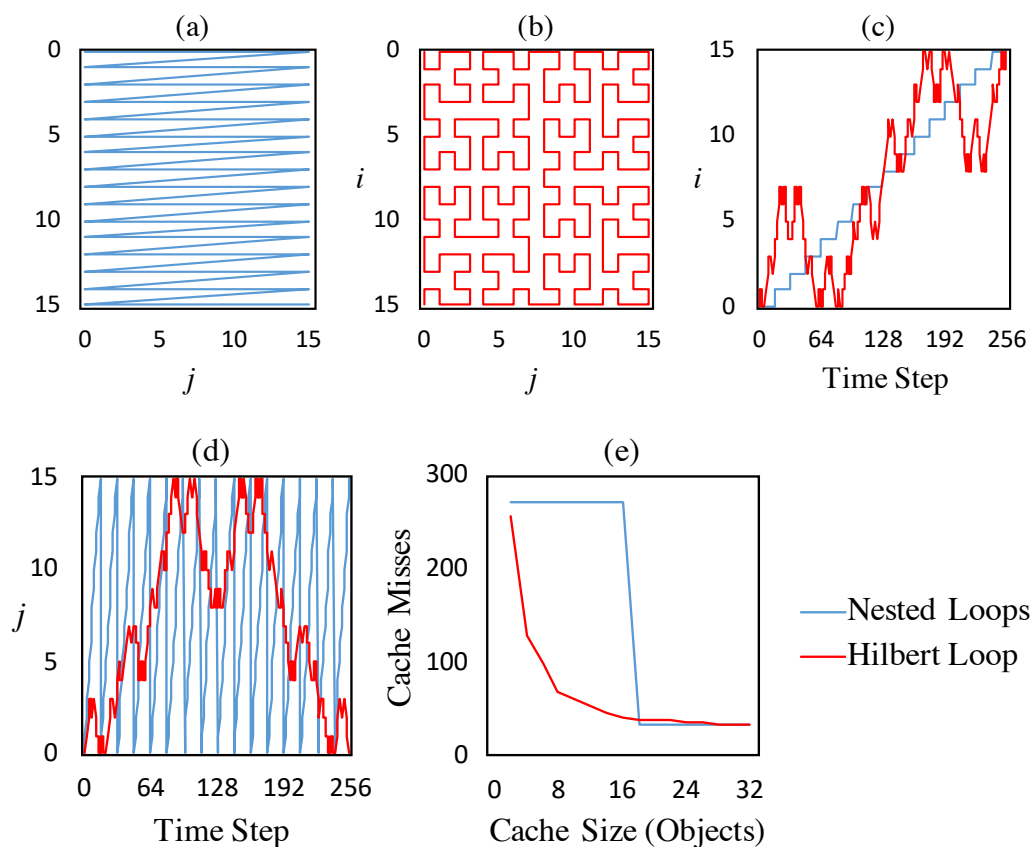 (a)
0
5
10
15
i
0 5 10 15
j
(b)
0
5
10
15
i
0 5 10 15
j
(c)
15
10
5
0
i
0 64 128 192 256
Time Step
(d)
15
10
5
0
j
0 64 128 192 256
Time Step
(e)
300
200
100
0
Cache Misses
0 8 16 24 32
Cache Size (Objects)
Nested Loops
Hilbert Loop